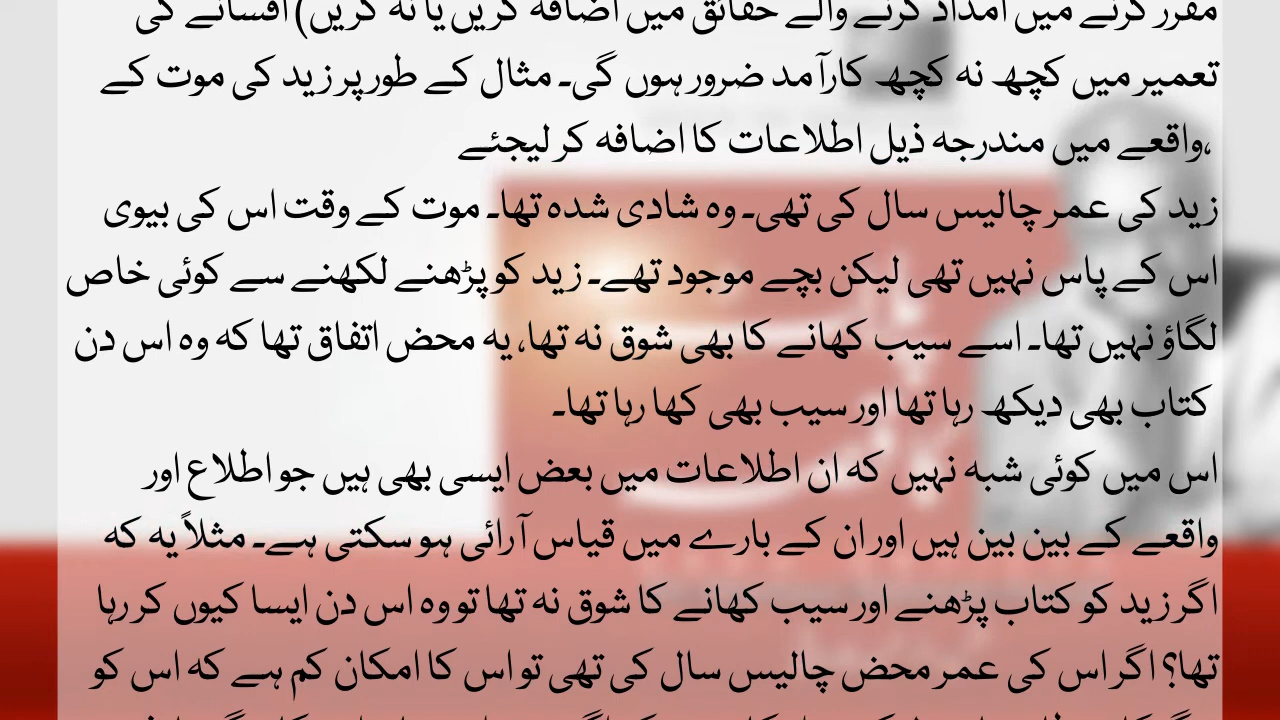 مقرر کرنے میں امداد کرنے والے حقائق میں اضافہ کریں یا نہ کریں) افسانے کی
تعمیر میں کچھ نہ کچھ کارآمد ضرور ہوں گی۔ مثال کے طور پر زید کی موت کے
واقعے میں مندرجہ ذیل اطلاعات کا اضافہ کر لیجئے،
زید کی عمر چالیس سال کی تھی۔ وہ شادی شدہ تھا۔ موت کے وقت اس کی بیوی
اس کے پاس نہیں تھی لیکن بچے موجود تھے۔ زید کو پڑھنے لکھنے سے کوئی خاص
لگاؤ نہیں تھا۔ اسے سیب کھانے کا بھی شوق نہ تھا، یہ محض اتفاق تھا کہ وہ اس دن
کتاب بھی دیکھ رہا تھا اور سیب بھی کھا رہا تھا۔
اس میں کوئی شبہ نہیں کہ ان اطلاعات میں بعض ایسی بھی ہیں جو اطلاع اور
واقعے کے بین بین ہیں اور ان کے بارے میں قیاس آرائی ہو سکتی ہے۔ مثلاً یہ کہ
اگر زید کو کتاب پڑھنے اور سیب کھانے کا شوق نہ تھا تو وہ اس دن ایسا کیوں کر رہا
تھا؟ اگر اس کی عمر محض چالیس سال کی تھی تو اس کا امکان کم ہے کہ اس کو